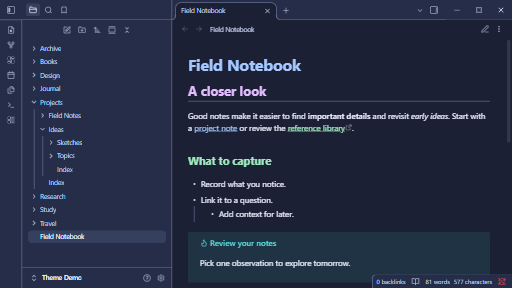 Field Notebook
Field Notebook
Archive
Books
Design
Journal
Projects
Field Notes
Ideas
Sketches
Topics
Index
Index
Research
Study
Travel
Field Notebook
Theme Demo
Field Notebook
A closer look
Good notes make it easier to find important details and revisit early ideas. Start with
a project note or review the reference library.
What to capture
• Record what you notice.
• Link it to a question.
• Add context for later.
Review your notes
Pick one observation to explore tomorrow.
0 backlinks 81 words 577 characters